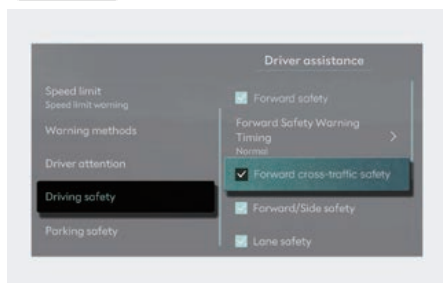 Driver assistance
Speed limit
Speed limit warning
Warning methods
Driver attention
Driving safety
Parking safety
Forward safety
Forward Safety Warning
Timing
Normal
Forward cross-traffic safety
Forward/Side safety
Lane safety